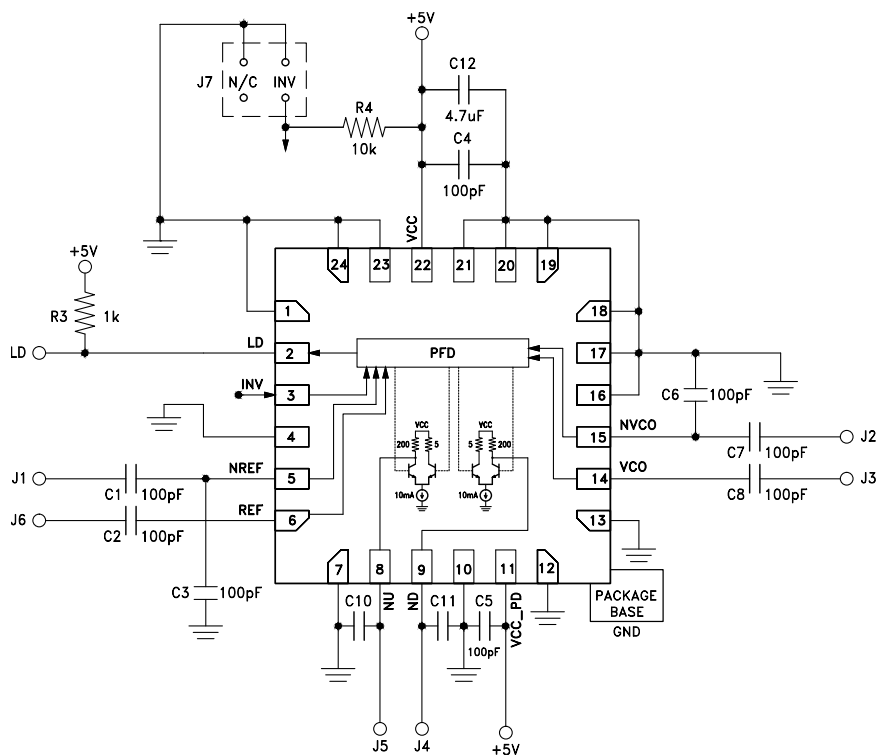 +5V
C12
4.7uF
J7 N/C INV
R4
10k
C4
100pF
VCC
24 23 22 21 20 19
+5V
R3 1k
1 18
LD LD 2 PFD 17
INV 3 16
C6 100pF
4 15 NVCO
C7 100pF J2
VCC VCC
200 5 5 200
10mA 10mA
J1 C1 100pF NREF 5 14 VCO C8 100pF J3
J6 C2 100pF REF 6 13
7 8 9 10 11 12
C3 100pF
C10 NU ND C11 C5 100pF VCC_PD
PACKAGE
BASE
GND
J5 J4 +5V